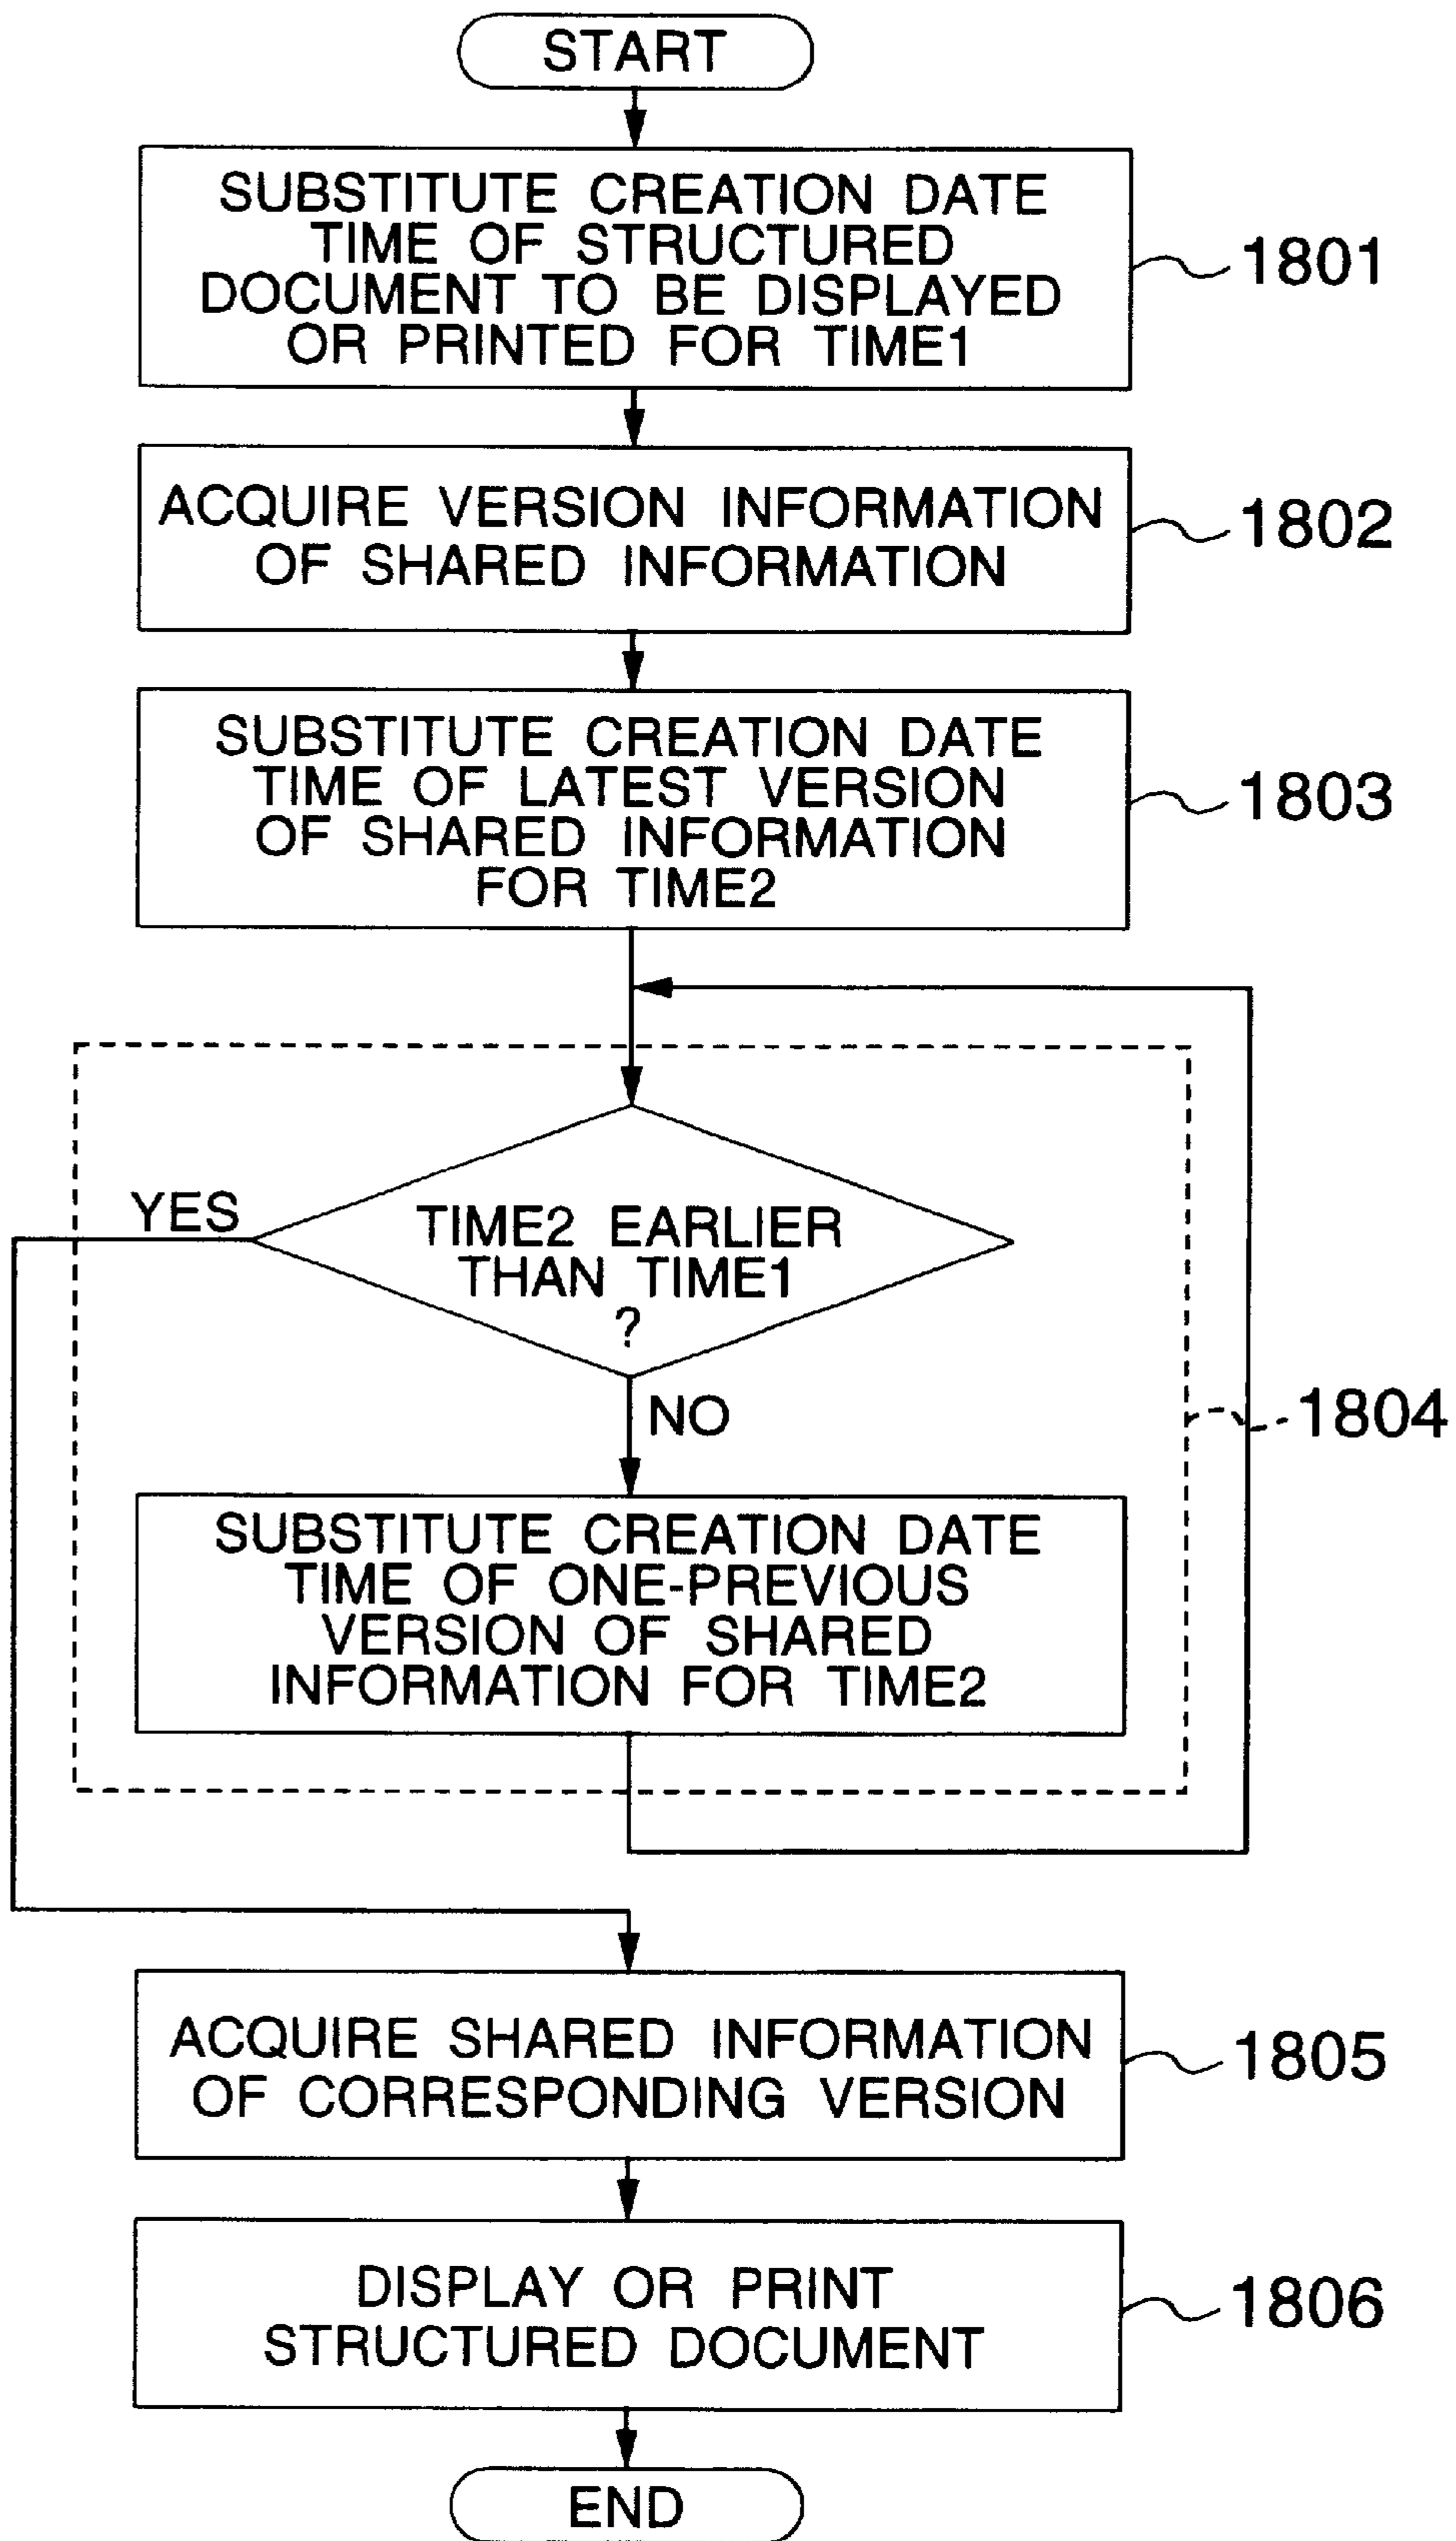 START
SUBSTITUTE CREATION DATE
TIME OF STRUCTURED
DOCUMENT TO BE DISPLAYED
OR PRINTED FOR TIME1
1801
ACQUIRE VERSION INFORMATION
OF SHARED INFORMATION
1802
SUBSTITUTE CREATION DATE
TIME OF LATEST VERSION
OF SHARED INFORMATION
FOR TIME2
1803
YES
TIME2 EARLIER
THAN TIME1
?
NO
1804
SUBSTITUTE CREATION DATE
TIME OF ONE-PREVIOUS
VERSION OF SHARED
INFORMATION FOR TIME2
ACQUIRE SHARED INFORMATION
OF CORRESPONDING VERSION
1805
DISPLAY OR PRINT
STRUCTURED DOCUMENT
1806
END